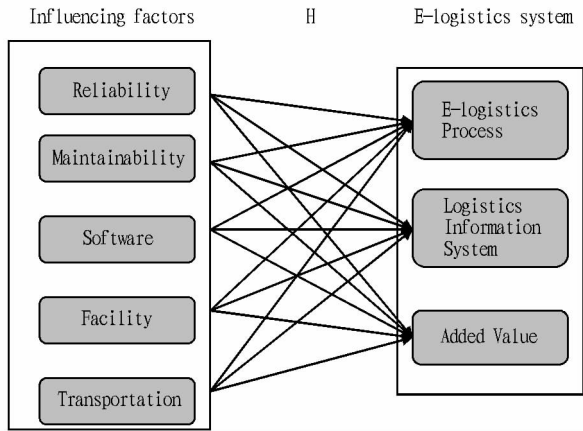 Influencing factors
H
E-logistics system
Reliability
Maintainability
Software
Facility
Transportation
E-logistics
Process
Logistics
Information
System
Added Value